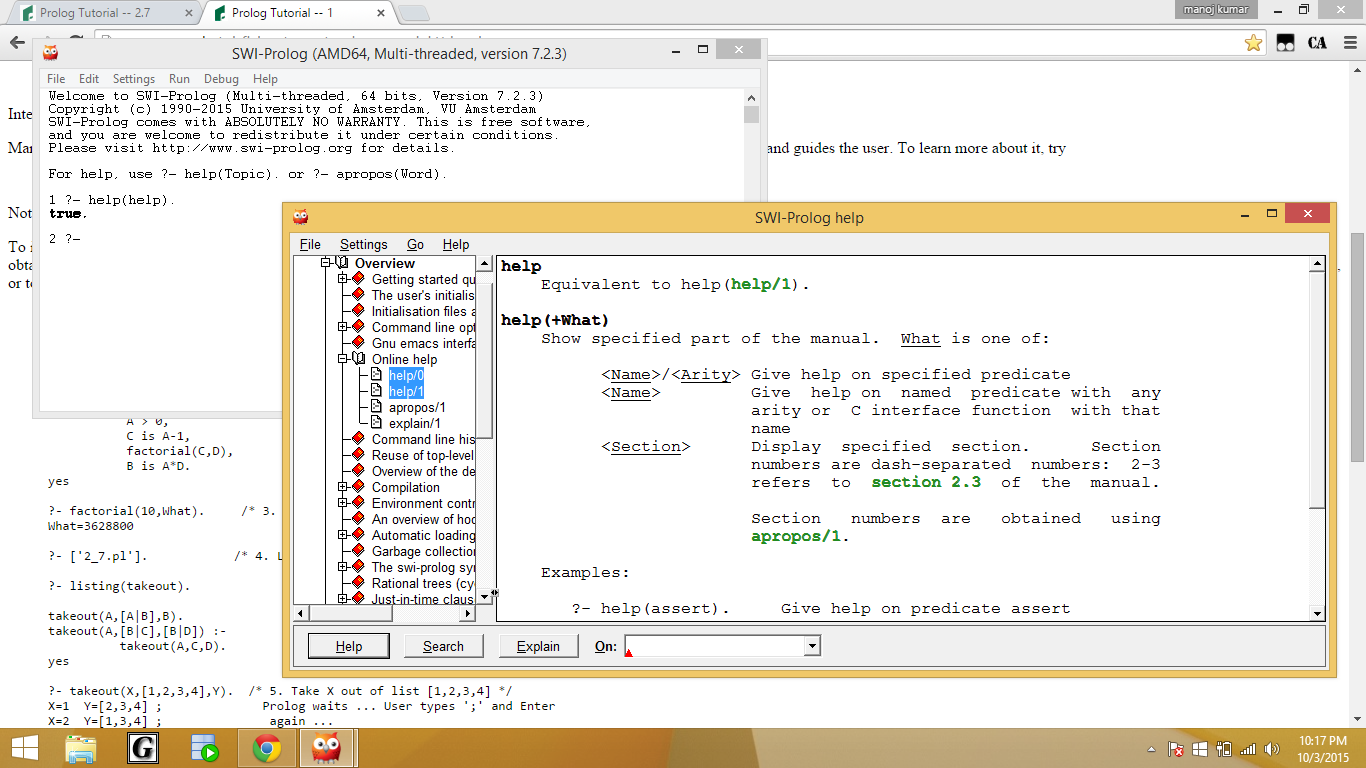 Prolog Tutorial -- 2.7
Prolog Tutorial -- 1
manoj kumar
CA
Inte
Man
and guides the user. To learn more about it, try
Not
To r
obta
or te
SWI-Prolog (AMD64, Multi-threaded, version 7.2.3)
File Edit Settings Run Debug Help
Welcome to SWI-Prolog (Multi-threaded, 64 bits, Version 7.2.3)
Copyright (c) 1990-2015 University of Amsterdam, VU Amsterdam
SWI-Prolog comes with ABSOLUTELY NO WARRANTY. This is free software,
and you are welcome to redistribute it under certain conditions.
Please visit http://www.swi-prolog.org for details.
For help, use ?- help(Topic). or ?- apropos(Word).
1 ?- help(help).
true.
2 ?-
SWI-Prolog help
File Settings Go Help
Overview
Getting started qu
The user's initialis
Initialisation files a
Command line opt
Gnu emacs interfa
Online help
help/0
help/1
apropos/1
explain/1
Command line his
Reuse of top-level
Overview of the de
Compilation
Environment contr
An overview of hoo
Automatic loading
Garbage collection
The swi-prolog syn
Rational trees (cyc
Just-in-time claus
help
Equivalent to help(help/1).
help(+What)
Show specified part of the manual. What is one of:
<Name>/<Arity> Give help on specified predicate
<Name> Give help on named predicate with any
arity or C interface function with that
name
<Section> Display specified section. Section
numbers are dash-separated numbers: 2-3
refers to section 2.3 of the manual.
Section numbers are obtained using
apropos/1.
Examples:
?- help(assert). Give help on predicate assert
Help Search Explain On:
A > 0,
C is A-1,
factorial(C,D),
B is A*D.
yes
?- factorial(10,What). /* 3.
What=3628800
?- ['2_7.pl']. /* 4. L
?- listing(takeout).
takeout(A,[A|B],B).
takeout(A,[B|C],[B|D]) :-
takeout(A,C,D).
yes
?- takeout(X,[1,2,3,4],Y). /* 5. Take X out of list [1,2,3,4] */
X=1 Y=[2,3,4] ; Prolog waits ... User types ';' and Enter
X=2 Y=[1,3,4] ; again ...
G
10:17 PM
10/3/2015